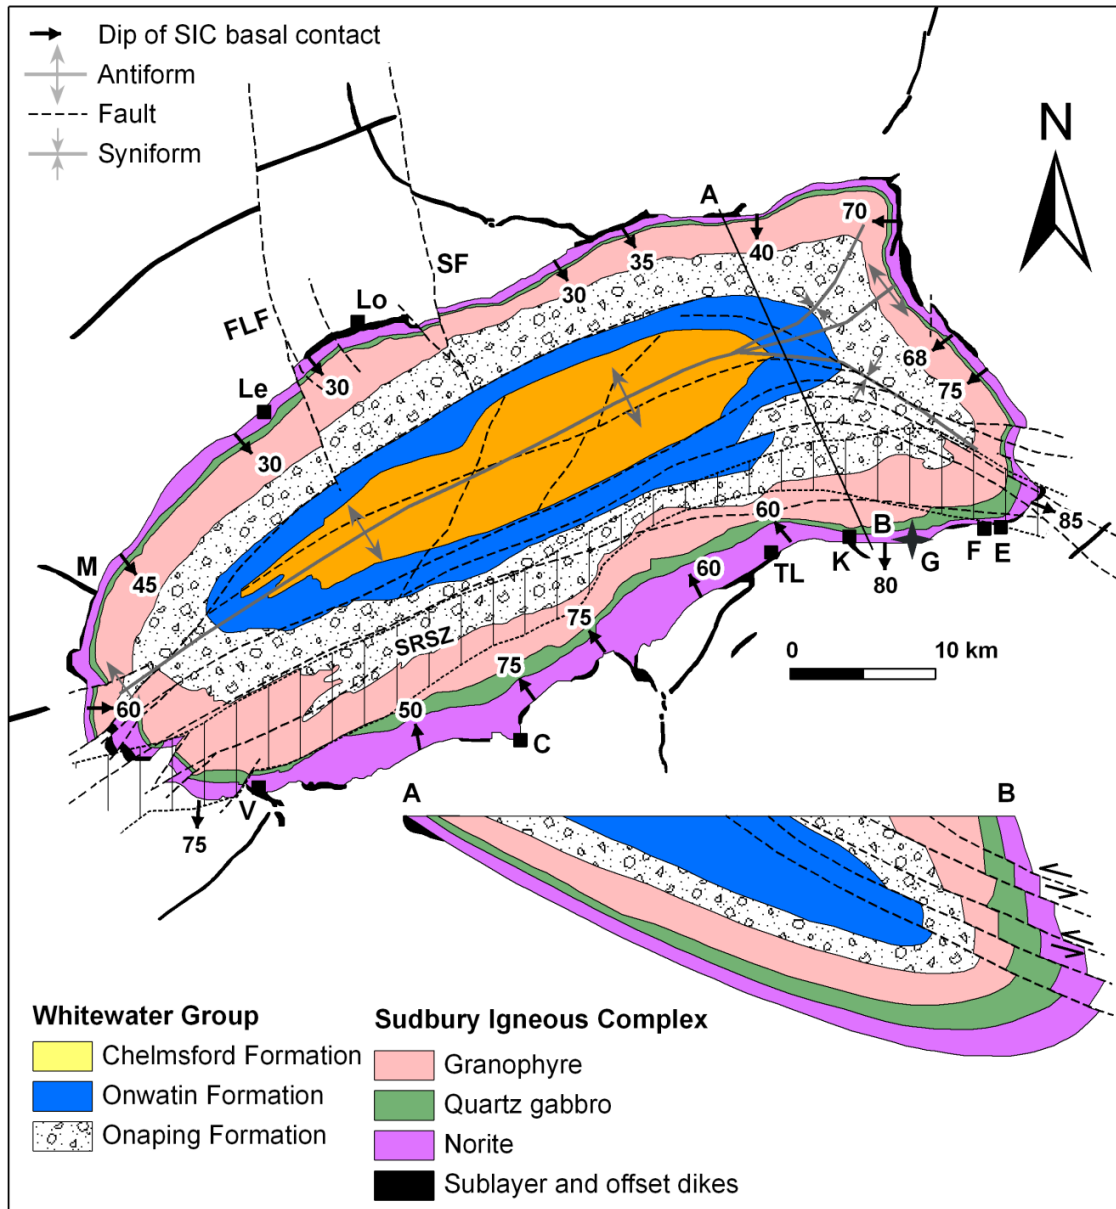 Dip of SIC basal contact
Antiform
Fault
Syniform
N
A
70
40
35
SF
30
Lo
FLF
30
68
75
Le
30
M
45
60
B
85
K
G
F
E
TL
80
60
75
SRSZ
0 10 km
75
60
50
C
V
75
A B
Whitewater Group
Chelmsford Formation
Onwatin Formation
Onaping Formation
Sudbury Igneous Complex
Granophyre
Quartz gabbro
Norite
Sublayer and offset dikes